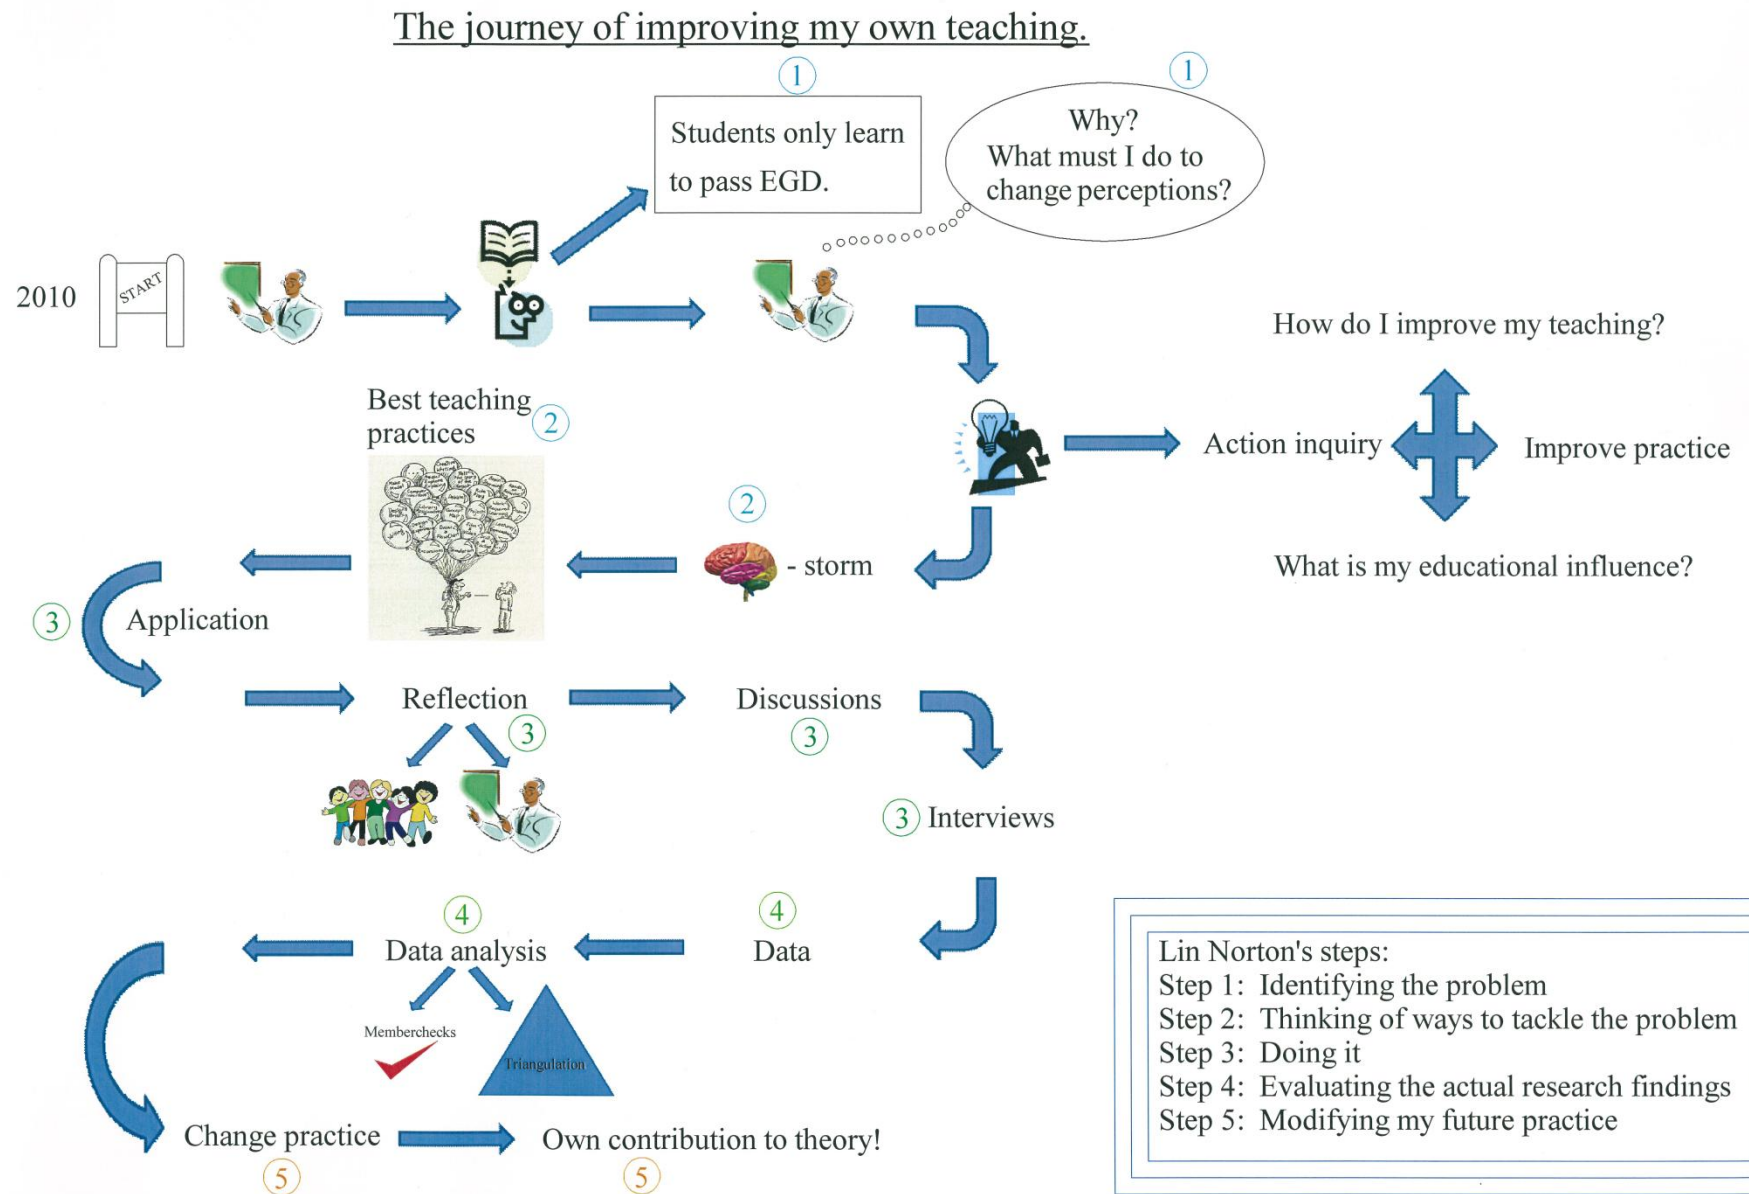 The journey of improving my own teaching.
1
1
Students only learn
to pass EGD.
Why?
What must I do to
change perceptions?
2010
START
How do I improve my teaching?
Best teaching
practices
2
Action inquiry
Improve practice
2
- storm
What is my educational influence?
3
Application
Reflection
3
Discussions
3
3
Interviews
4
Data analysis
4
Data
Memberchecks
Triangulation
Change practice
5
Own contribution to theory!
5
Lin Norton's steps:
Step 1: Identifying the problem
Step 2: Thinking of ways to tackle the problem
Step 3: Doing it
Step 4: Evaluating the actual research findings
Step 5: Modifying my future practice